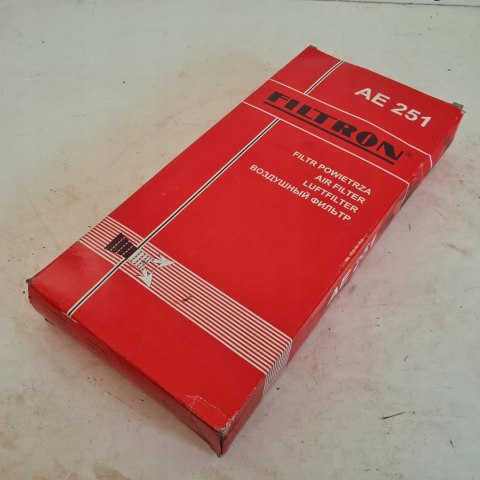 AE 251
FILTRON®
FILTR POWIETRZA
AIR FILTER
LUFTFILTER
ВОЗДУШНЫЙ ФИЛЬТР